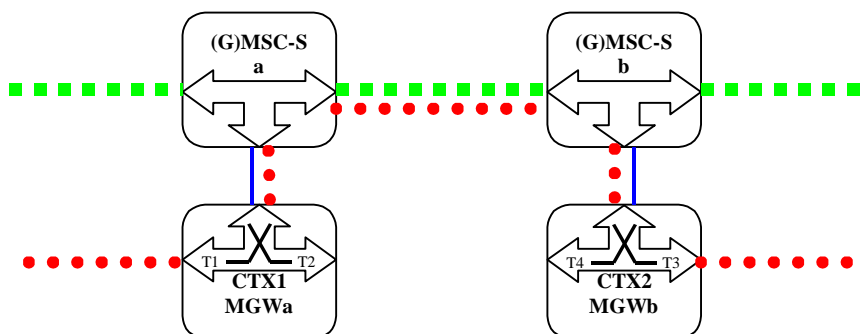 (G)MSC-S
a
(G)MSC-S
b
T1 T2
CTX1
MGWa
T4 T3
CTX2
MGWb